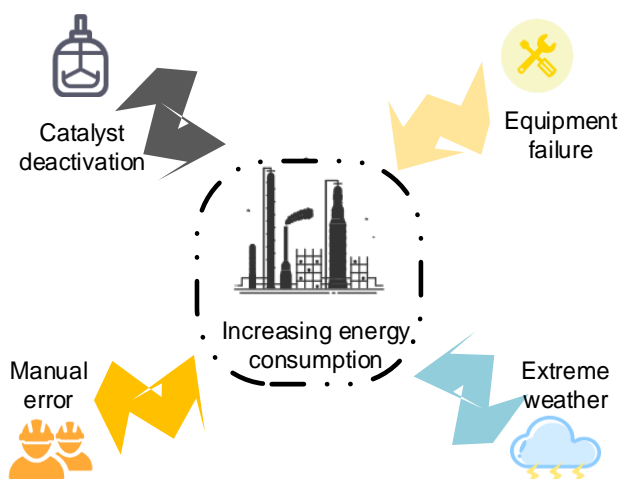 Catalyst
deactivation
Equipment
failure
Increasing energy
consumption
Manual
error
Extreme
weather